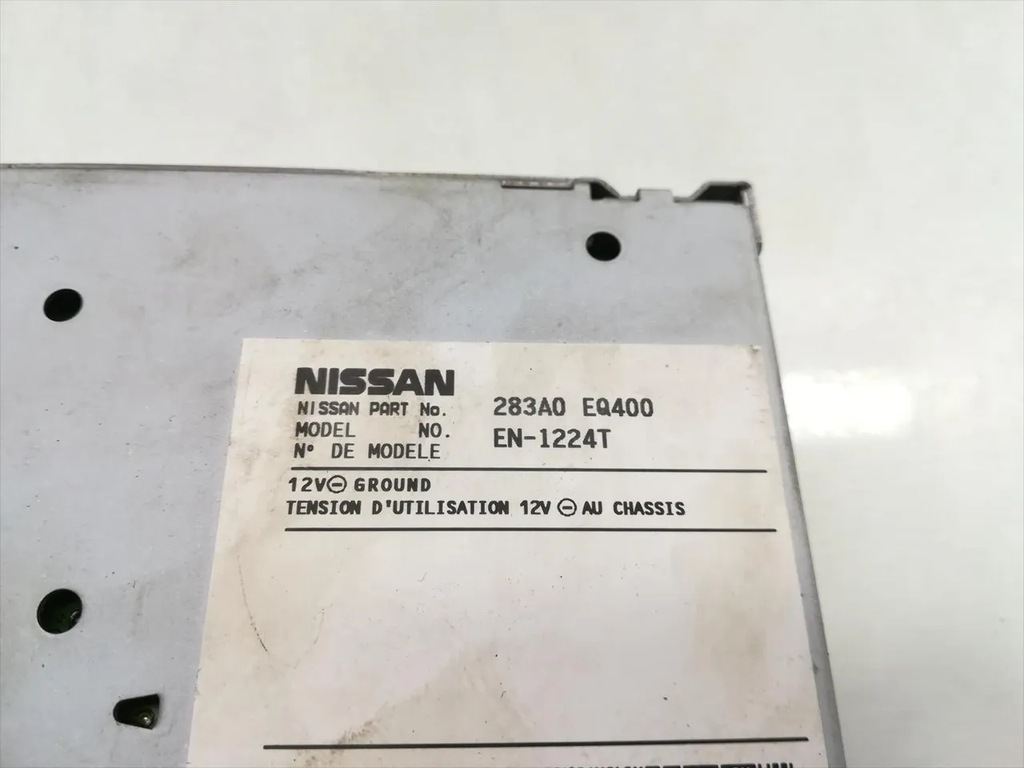 NISSAN
NISSAN PART No. 283A0 EQ400
MODEL NO. EN-1224T
N° DE MODELE
12V⊖ GROUND
TENSION D'UTILISATION 12V ⊖ AU CHASSIS